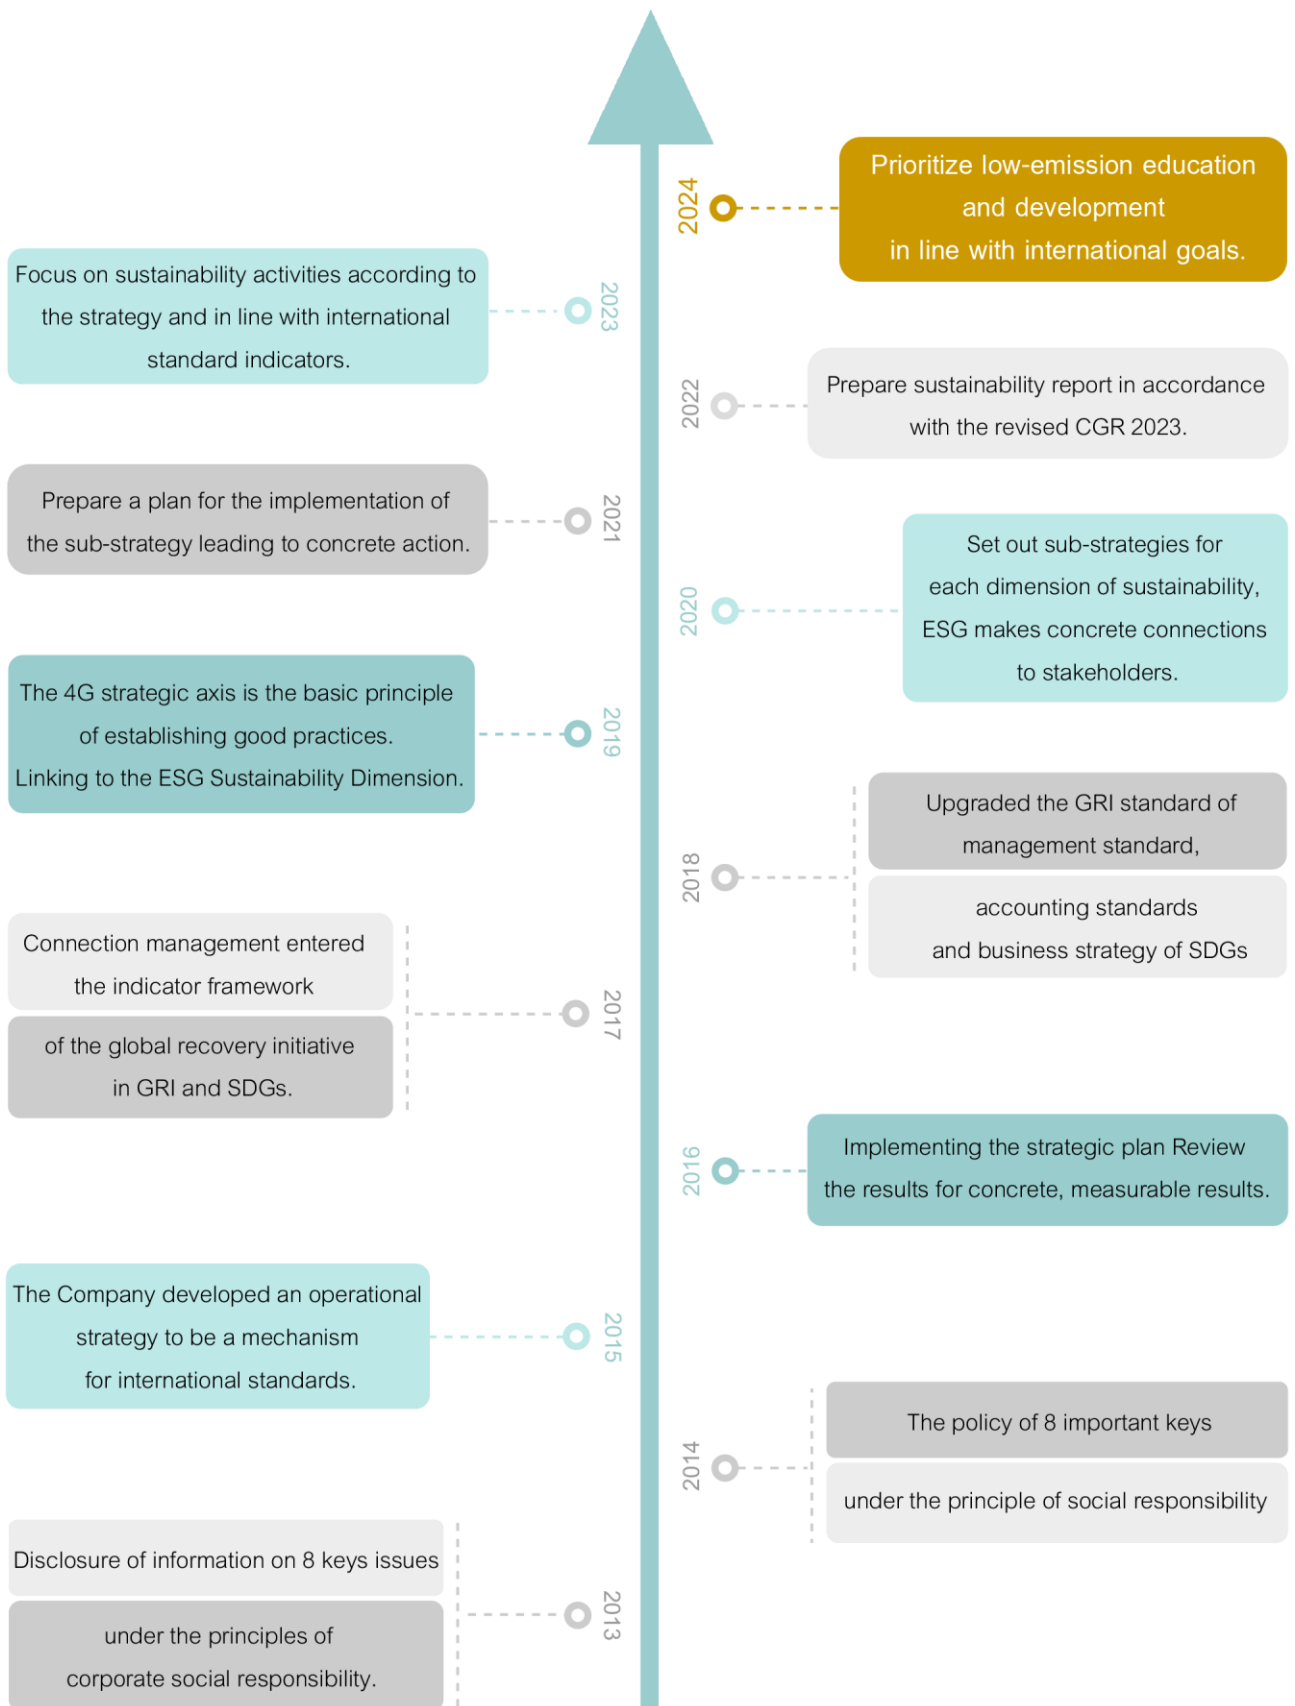 2024
Prioritize low-emission education
and development
in line with international goals.
Focus on sustainability activities according to
the strategy and in line with international
standard indicators.
2023
2022
Prepare sustainability report in accordance
with the revised CGR 2023.
Prepare a plan for the implementation of
the sub-strategy leading to concrete action.
2021
2020
Set out sub-strategies for
each dimension of sustainability,
ESG makes concrete connections
to stakeholders.
The 4G strategic axis is the basic principle
of establishing good practices.
Linking to the ESG Sustainability Dimension.
2019
2018
Upgraded the GRI standard of
management standard,
accounting standards
and business strategy of SDGs
Connection management entered
the indicator framework
of the global recovery initiative
in GRI and SDGs.
2017
2016
Implementing the strategic plan Review
the results for concrete, measurable results.
The Company developed an operational
strategy to be a mechanism
for international standards.
2015
2014
The policy of 8 important keys
under the principle of social responsibility
Disclosure of information on 8 keys issues
under the principles of
corporate social responsibility.
2013